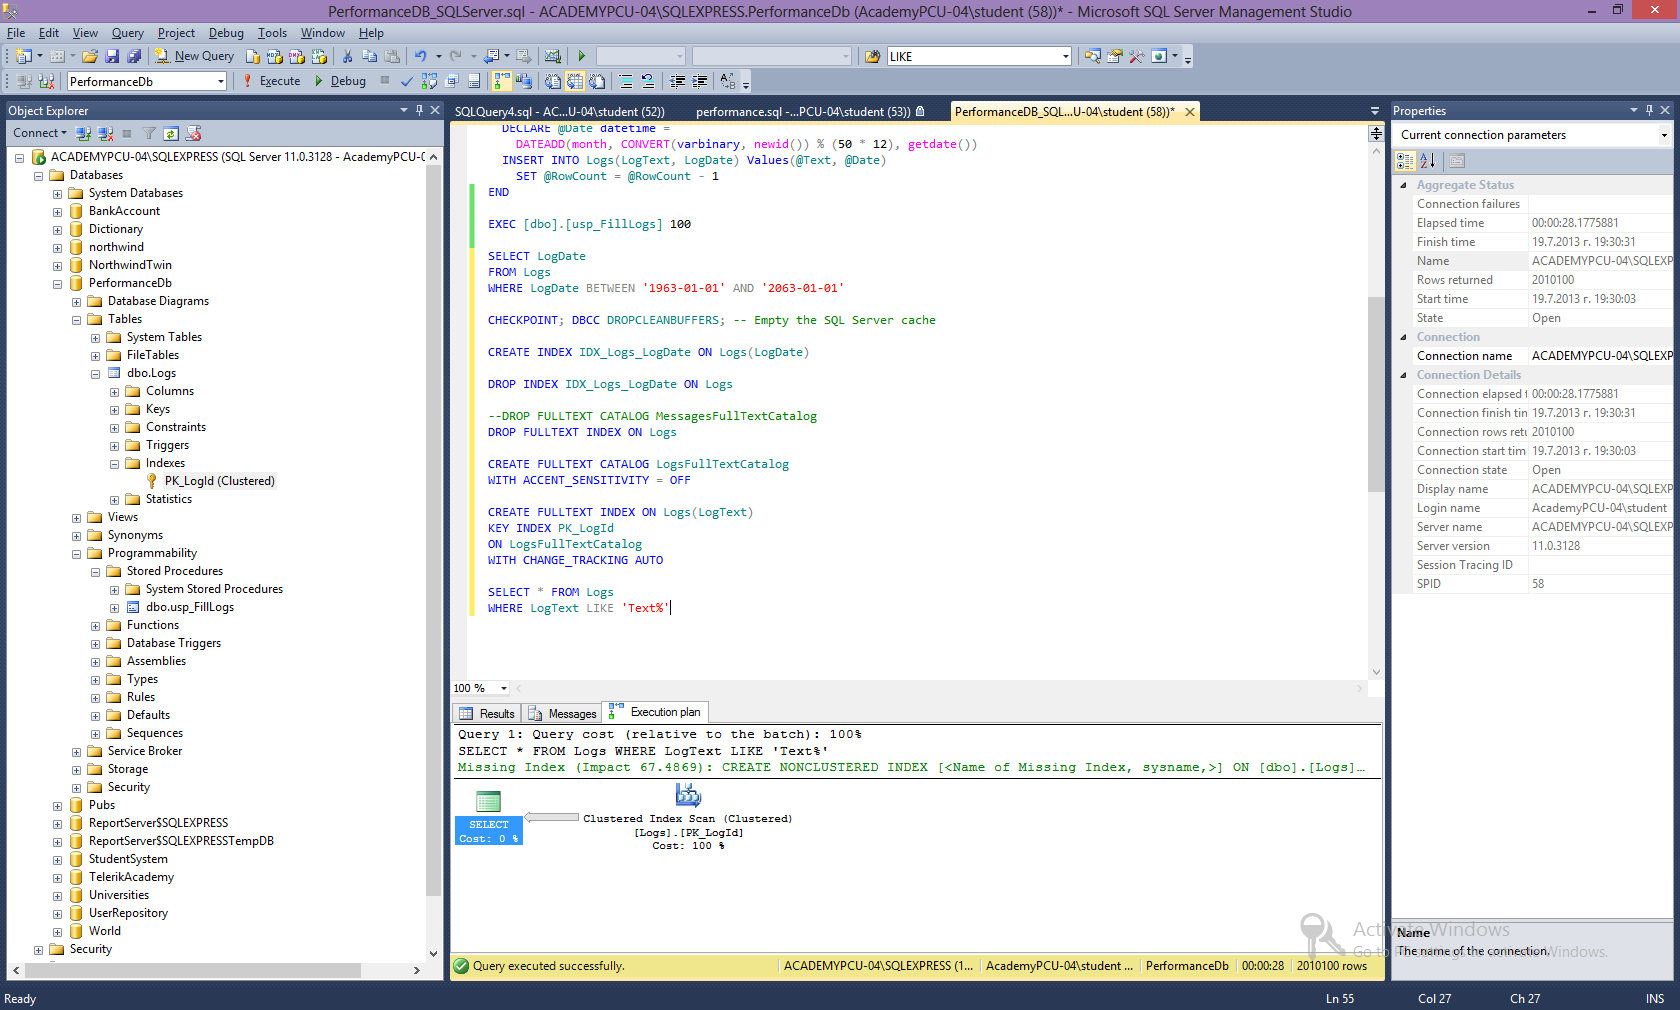 PerformanceDB_SQLServer.sql - ACADEMYPCU-04\SQLEXPRESS.PerformanceDb (AcademyPCU-04\student (58))* - Microsoft SQL Server Management Studio
File Edit View Query Project Debug Tools Window Help
New Query LIKE
PerformanceDb Execute Debug
Object Explorer
Connect
ACADEMYPCU-04\SQLEXPRESS (SQL Server 11.0.3128 - AcademyPCU-0
Databases
System Databases
BankAccount
Dictionary
northwind
NorthwindTwin
PerformanceDb
Database Diagrams
Tables
System Tables
FileTables
dbo.Logs
Columns
Keys
Constraints
Triggers
Indexes
PK_LogId (Clustered)
Statistics
Views
Synonyms
Programmability
Stored Procedures
System Stored Procedures
dbo.usp_FillLogs
Functions
Database Triggers
Assemblies
Types
Rules
Defaults
Sequences
Service Broker
Storage
Security
Pubs
ReportServer$SQLEXPRESS
ReportServer$SQLEXPRESSTempDB
StudentSystem
TelerikAcademy
Universities
UserRepository
World
Security
SQLQuery4.sql - AC...U-04\student (52)) performance.sql -...PCU-04\student (53)) PerformanceDB_SQL...U-04\student (58))*
DECLARE @Date datetime =
DATEADD(month, CONVERT(varbinary, newid()) % (50 * 12), getdate())
INSERT INTO Logs(LogText, LogDate) Values(@Text, @Date)
SET @RowCount = @RowCount - 1
END
EXEC [dbo].[usp_FillLogs] 100
SELECT LogDate
FROM Logs
WHERE LogDate BETWEEN '1963-01-01' AND '2063-01-01'
CHECKPOINT; DBCC DROPCLEANBUFFERS; -- Empty the SQL Server cache
CREATE INDEX IDX_Logs_LogDate ON Logs(LogDate)
DROP INDEX IDX_Logs_LogDate ON Logs
--DROP FULLTEXT CATALOG MessagesFullTextCatalog
DROP FULLTEXT INDEX ON Logs
CREATE FULLTEXT CATALOG LogsFullTextCatalog
WITH ACCENT_SENSITIVITY = OFF
CREATE FULLTEXT INDEX ON Logs(LogText)
KEY INDEX PK_LogId
ON LogsFullTextCatalog
WITH CHANGE_TRACKING AUTO
SELECT * FROM Logs
WHERE LogText LIKE 'Text%'
100 %
Results Messages Execution plan
Query 1: Query cost (relative to the batch): 100%
SELECT * FROM Logs WHERE LogText LIKE 'Text%'
Missing Index (Impact 67.4869): CREATE NONCLUSTERED INDEX [<Name of Missing Index, sysname,>] ON [dbo].[Logs]...
SELECT
Cost: 0 %
Clustered Index Scan (Clustered)
[Logs].[PK_LogId]
Cost: 100 %
Query executed successfully. ACADEMYPCU-04\SQLEXPRESS (1... AcademyPCU-04\student ... PerformanceDb 00:00:28 2010100 rows
Properties
Current connection parameters
Aggregate Status
Connection failures
Elapsed time 00:00:28.1775881
Finish time 19.7.2013 г. 19:30:31
Name ACADEMYPCU-04\SQLEXP
Rows returned 2010100
Start time 19.7.2013 г. 19:30:03
State Open
Connection
Connection name ACADEMYPCU-04\SQLEXP
Connection Details
Connection elapsed t 00:00:28.1775881
Connection finish tin 19.7.2013 г. 19:30:31
Connection rows retu 2010100
Connection start tim 19.7.2013 г. 19:30:03
Connection state Open
Display name ACADEMYPCU-04\SQLEXP
Login name AcademyPCU-04\student
Server name ACADEMYPCU-04\SQLEXP
Server version 11.0.3128
Session Tracing ID
SPID 58
Activate Windows
Name
The name of the connection.
Ready Ln 55 Col 27 Ch 27 INS